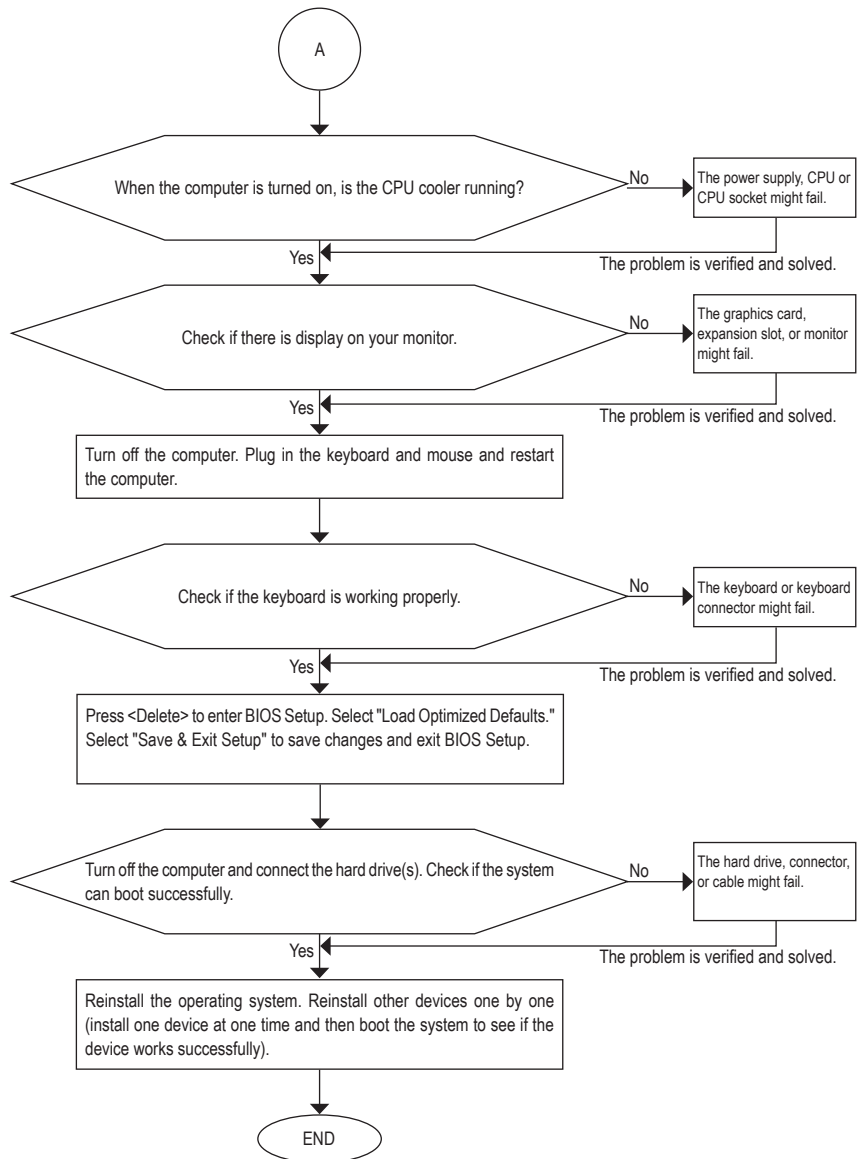 A
When the computer is turned on, is the CPU cooler running?
No
The power supply, CPU or
CPU socket might fail.
Yes
The problem is verified and solved.
Check if there is display on your monitor.
No
The graphics card,
expansion slot, or monitor
might fail.
Yes
The problem is verified and solved.
Turn off the computer. Plug in the keyboard and mouse and restart
the computer.
Check if the keyboard is working properly.
No
The keyboard or keyboard
connector might fail.
Yes
The problem is verified and solved.
Press <Delete> to enter BIOS Setup. Select "Load Optimized Defaults."
Select "Save & Exit Setup" to save changes and exit BIOS Setup.
Turn off the computer and connect the hard drive(s). Check if the system
can boot successfully.
No
The hard drive, connector,
or cable might fail.
Yes
The problem is verified and solved.
Reinstall the operating system. Reinstall other devices one by one
(install one device at one time and then boot the system to see if the
device works successfully).
END